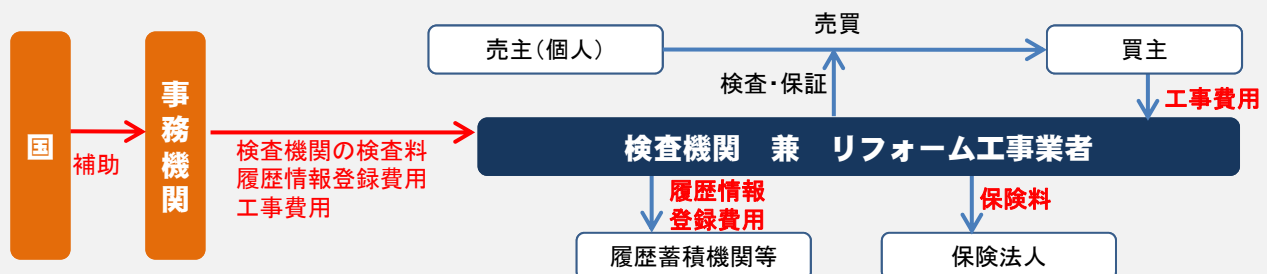 国
補助
事務機関
検査機関の検査料
履歴情報登録費用
工事費用
売主(個人)
売買
買主
検査・保証
工事費用
検査機関 兼 リフォーム工事業者
履歴情報
登録費用
保険料
履歴蓄積機関等
保険法人